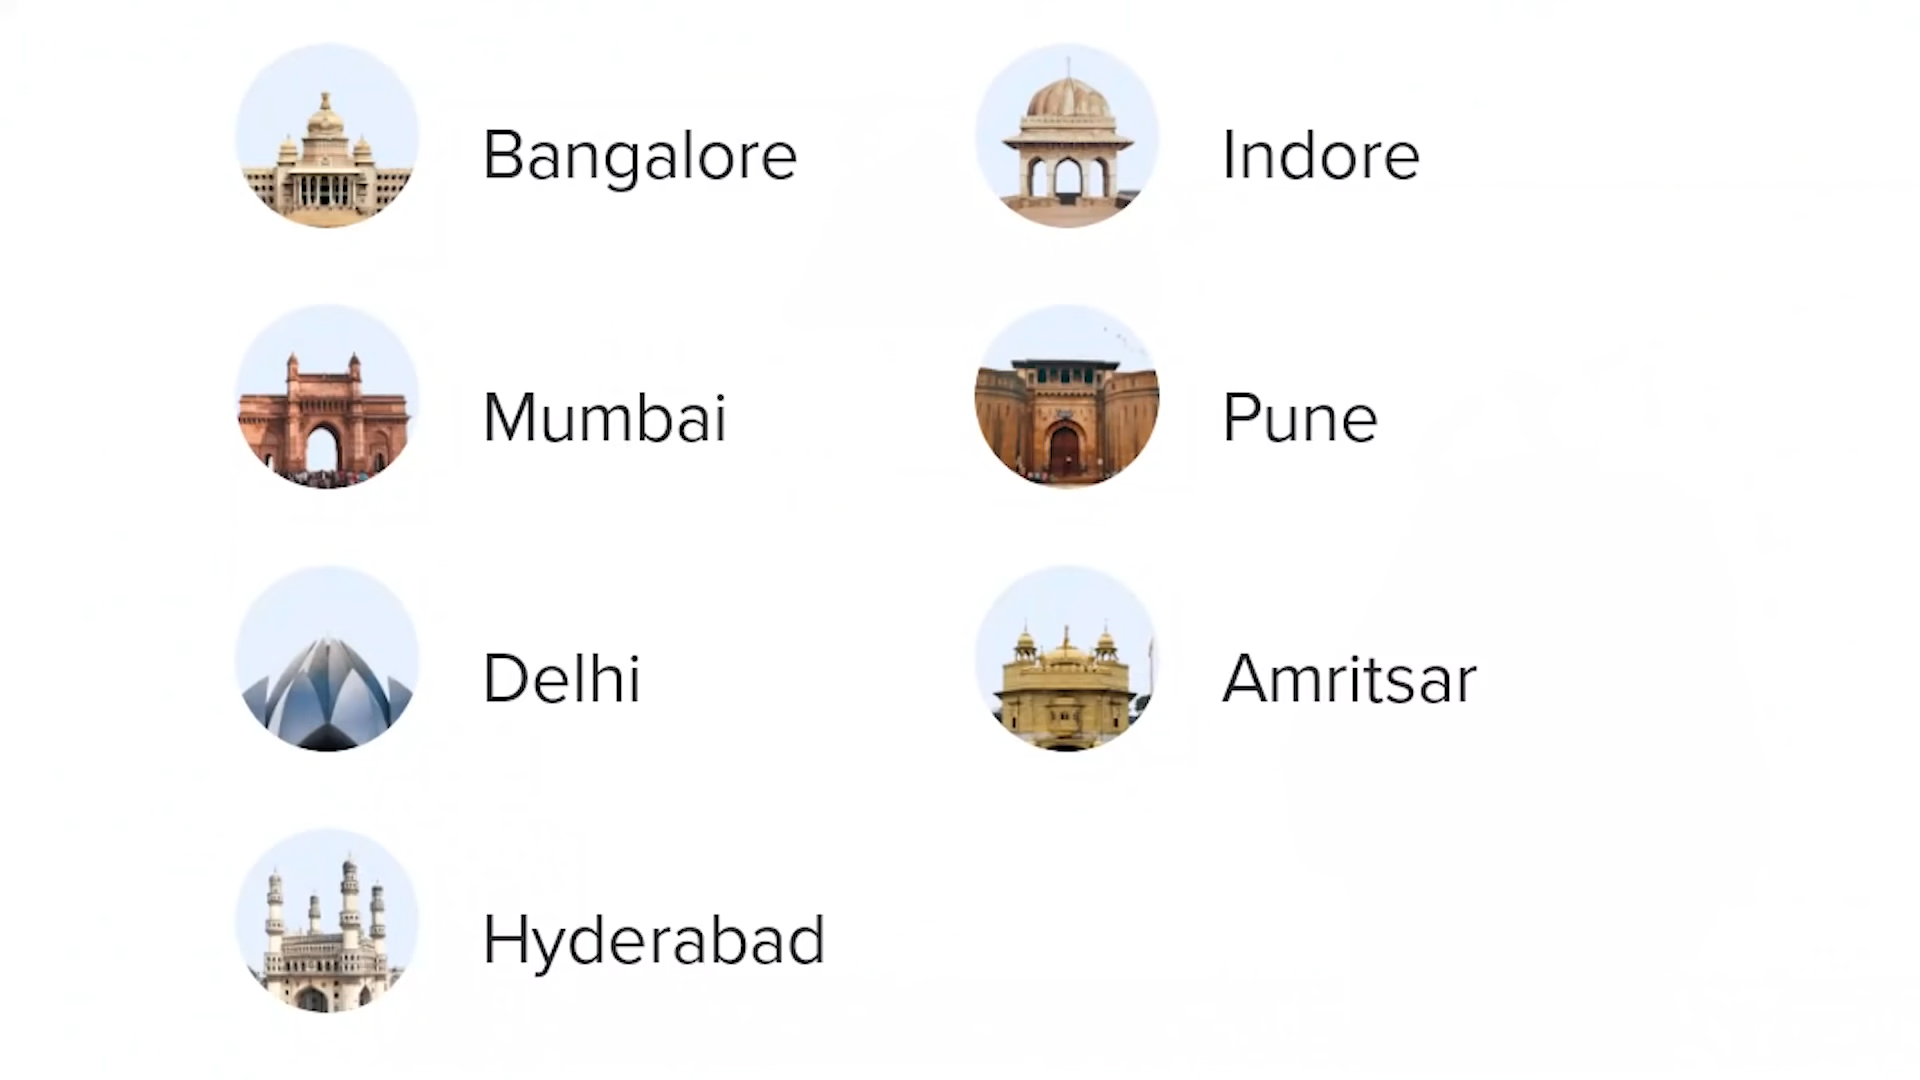 Bangalore
Mumbai
Delhi
Hyderabad
Indore
Pune
Amritsar